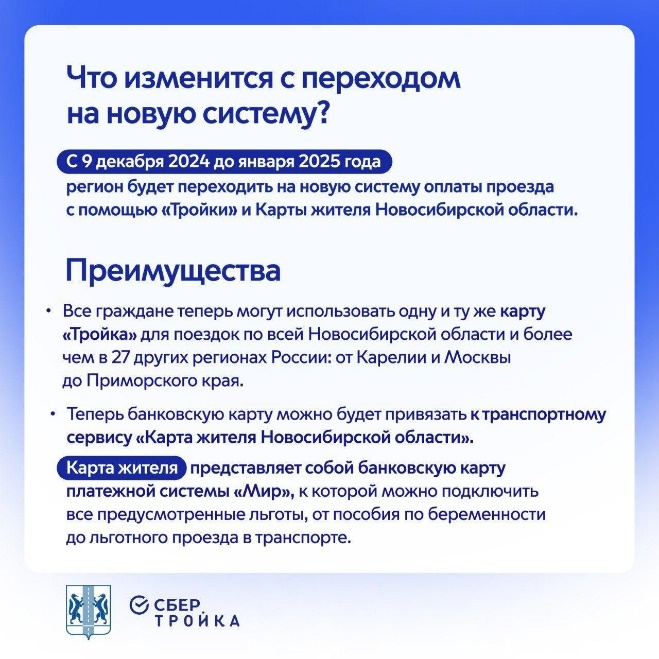 Что изменится с переходом
на новую систему?
С 9 декабря 2024 до января 2025 года
регион будет переходить на новую систему оплаты проезда
с помощью «Тройки» и Карты жителя Новосибирской области.
Преимущества
• Все граждане теперь могут использовать одну и ту же карту
«Тройка» для поездок по всей Новосибирской области и более
чем в 27 других регионах России: от Карелии и Москвы
до Приморского края.
• Теперь банковскую карту можно будет привязать к транспортному
сервису «Карта жителя Новосибирской области».
Карта жителя представляет собой банковскую карту
платежной системы «Мир», к которой можно подключить
все предусмотренные льготы, от пособия по беременности
до льготного проезда в транспорте.
СБЕР
ТРОЙКА